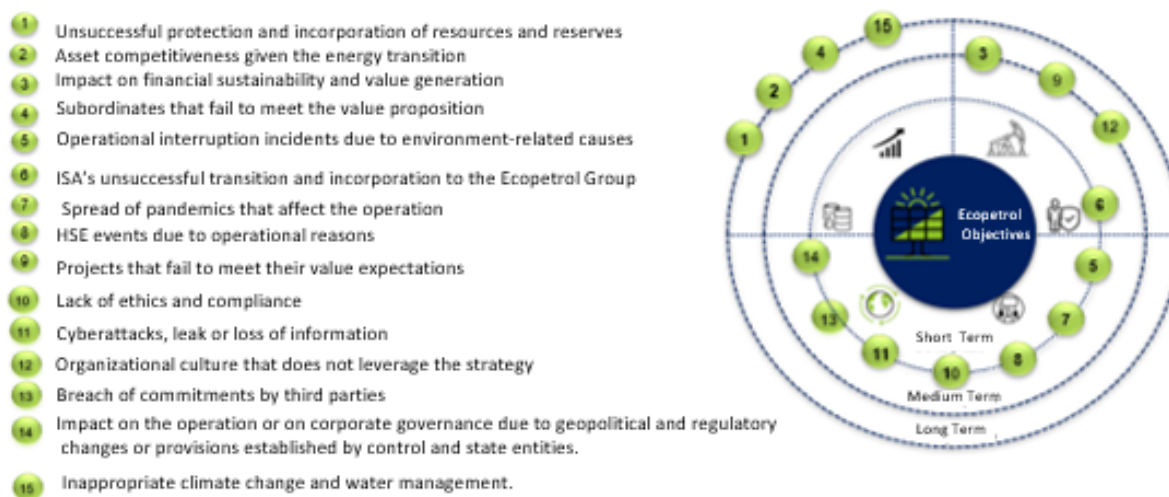 1 Unsuccessful protection and incorporation of resources and reserves
2 Asset competitiveness given the energy transition
3 Impact on financial sustainability and value generation
4 Subordinates that fail to meet the value proposition
5 Operational interruption incidents due to environment-related causes
6 ISA's unsuccessful transition and incorporation to the Ecopetrol Group
7 Spread of pandemics that affect the operation
8 HSE events due to operational reasons
9 Projects that fail to meet their value expectations
10 Lack of ethics and compliance
11 Cyberattacks, leak or loss of information
12 Organizational culture that does not leverage the strategy
13 Breach of commitments by third parties
14 Impact on the operation or on corporate governance due to geopolitical and regulatory
changes or provisions established by control and state entities.
15 Inappropriate climate change and water management.
15
4
3
9
2
12
1
6
Ecopetrol
Objectives
14
5
13
7
Short Term
11
8
10
Medium Term
Long Term